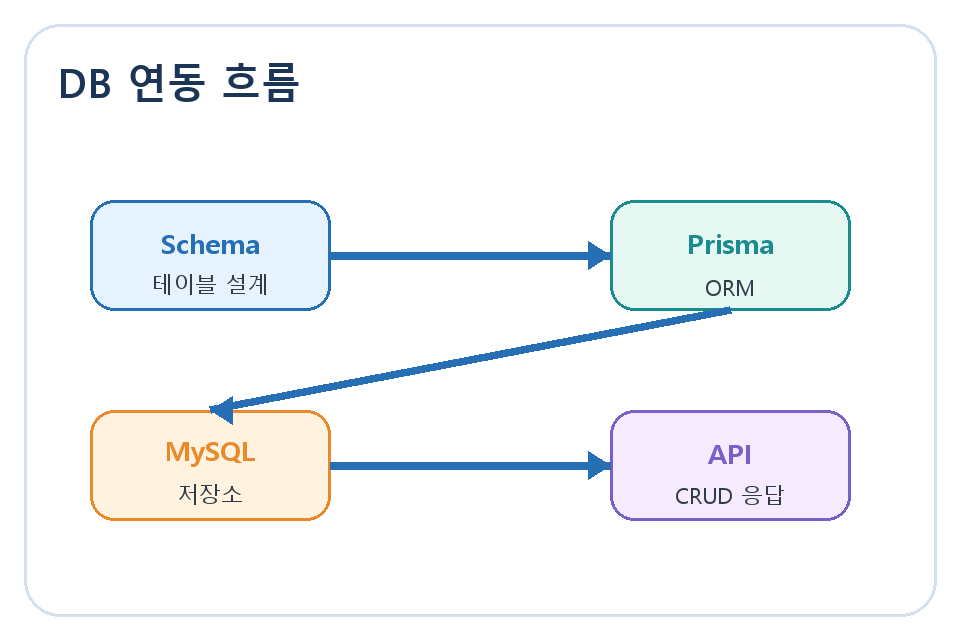 DB 연동 흐름
Schema
테이블 설계
Prisma
ORM
MySQL
저장소
API
CRUD 응답